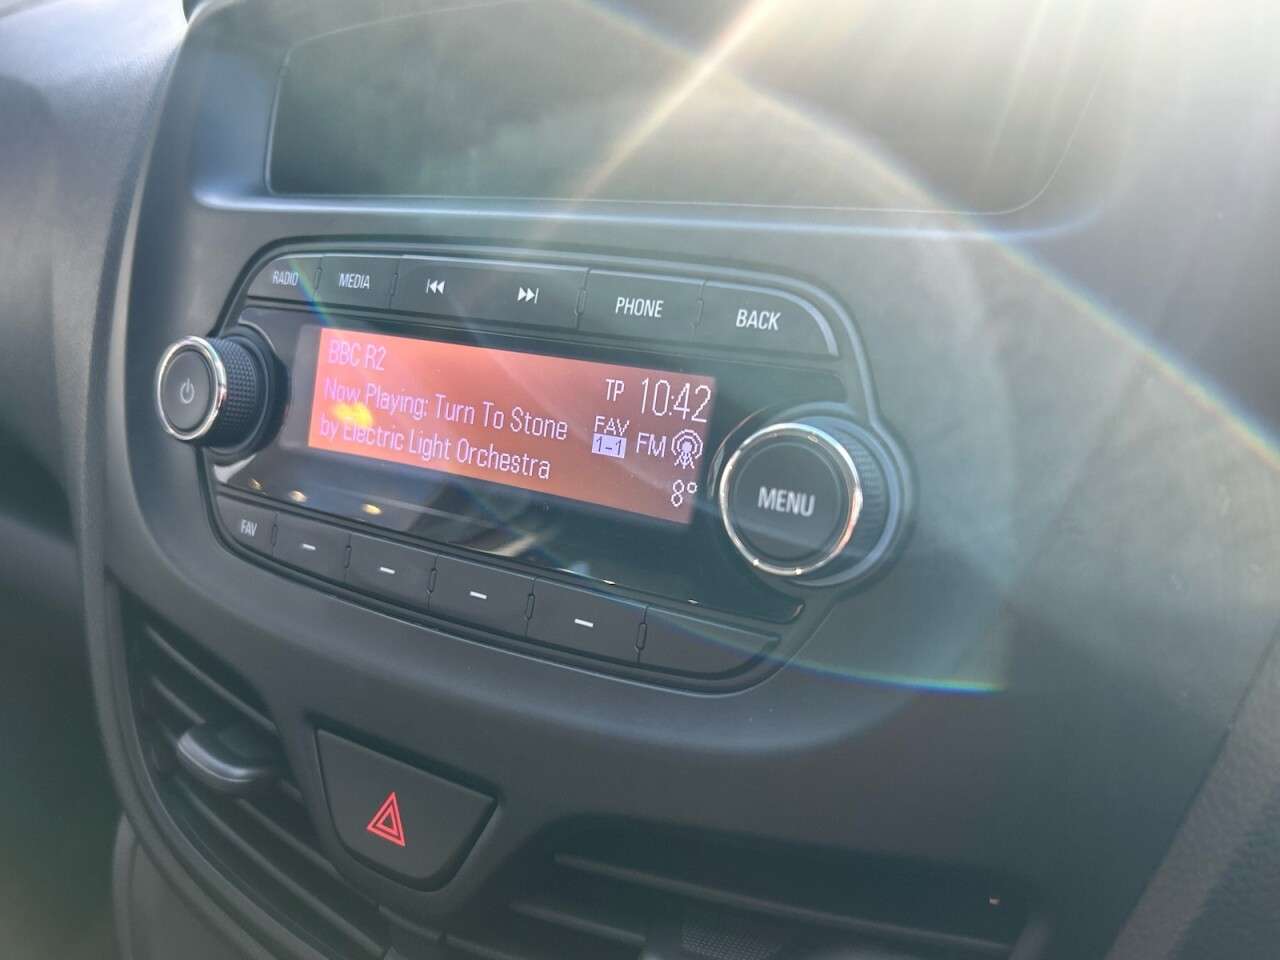 RADIO MEDIA PHONE BACK
BBC R2
TP 10:42
Now Playing: Turn To Stone
FAV
1-1 FM
by Electric Light Orchestra
8°
MENU
FAV